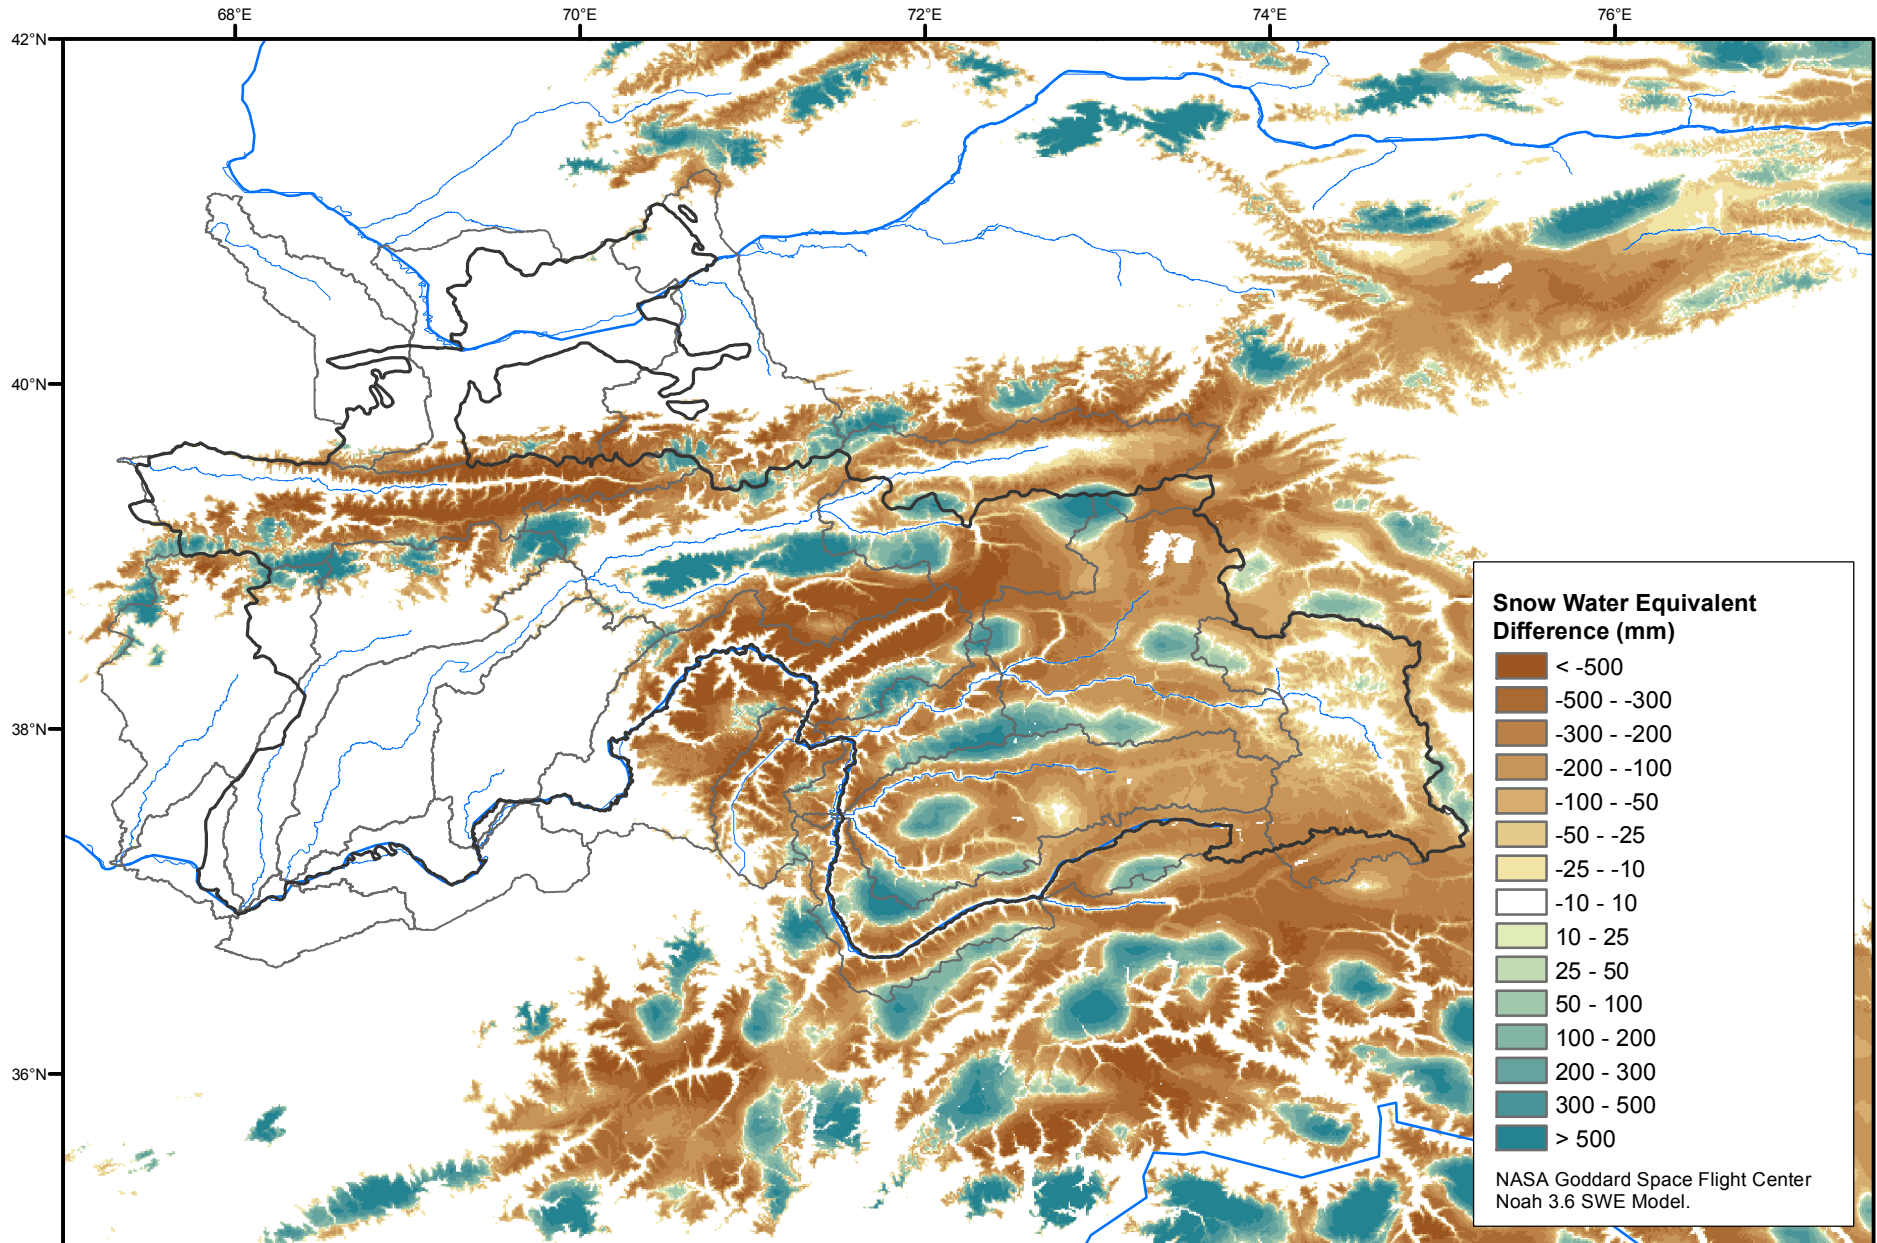 68°E 70°E 72°E 74°E 76°E
42°N
40°N
38°N
36°N
Snow Water Equivalent
Difference (mm)
< -500
-500 - -300
-300 - -200
-200 - -100
-100 - -50
-50 - -25
-25 - -10
-10 - 10
10 - 25
25 - 50
50 - 100
100 - 200
200 - 300
300 - 500
> 500
NASA Goddard Space Flight Center
Noah 3.6 SWE Model.